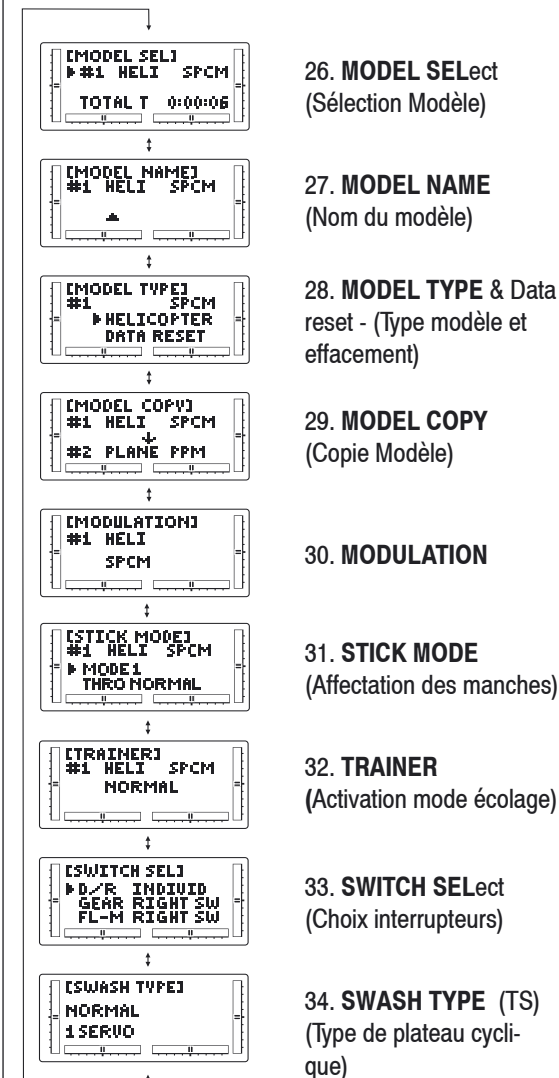 [MODEL SEL]
#1 HELI SPCM
TOTAL T 0:00:06
26. MODEL SELect
(Sélection Modèle)
[MODEL NAME]
#1 HELI SPCM
27. MODEL NAME
(Nom du modèle)
[MODEL TYPE]
#1 SPCM
HELICOPTER
DATA RESET
28. MODEL TYPE & Data
reset - (Type modèle et
effacement)
[MODEL COPY]
#1 HELI SPCM
#2 PLANE PPM
29. MODEL COPY
(Copie Modèle)
[MODULATION]
#1 HELI
SPCM
30. MODULATION
[STICK MODE]
#1 HELI SPCM
MODE1
THRO NORMAL
31. STICK MODE
(Affectation des manches)
[TRAINER]
#1 HELI SPCM
NORMAL
32. TRAINER
(Activation mode écolage)
[SWITCH SEL]
D/R INDIVID
GEAR RIGHT SW
FL-M RIGHT SW
33. SWITCH SELect
(Choix interrupteurs)
[SWASH TYPE]
NORMAL
1 SERVO
34. SWASH TYPE (TS)
(Type de plateau cycli-
que)